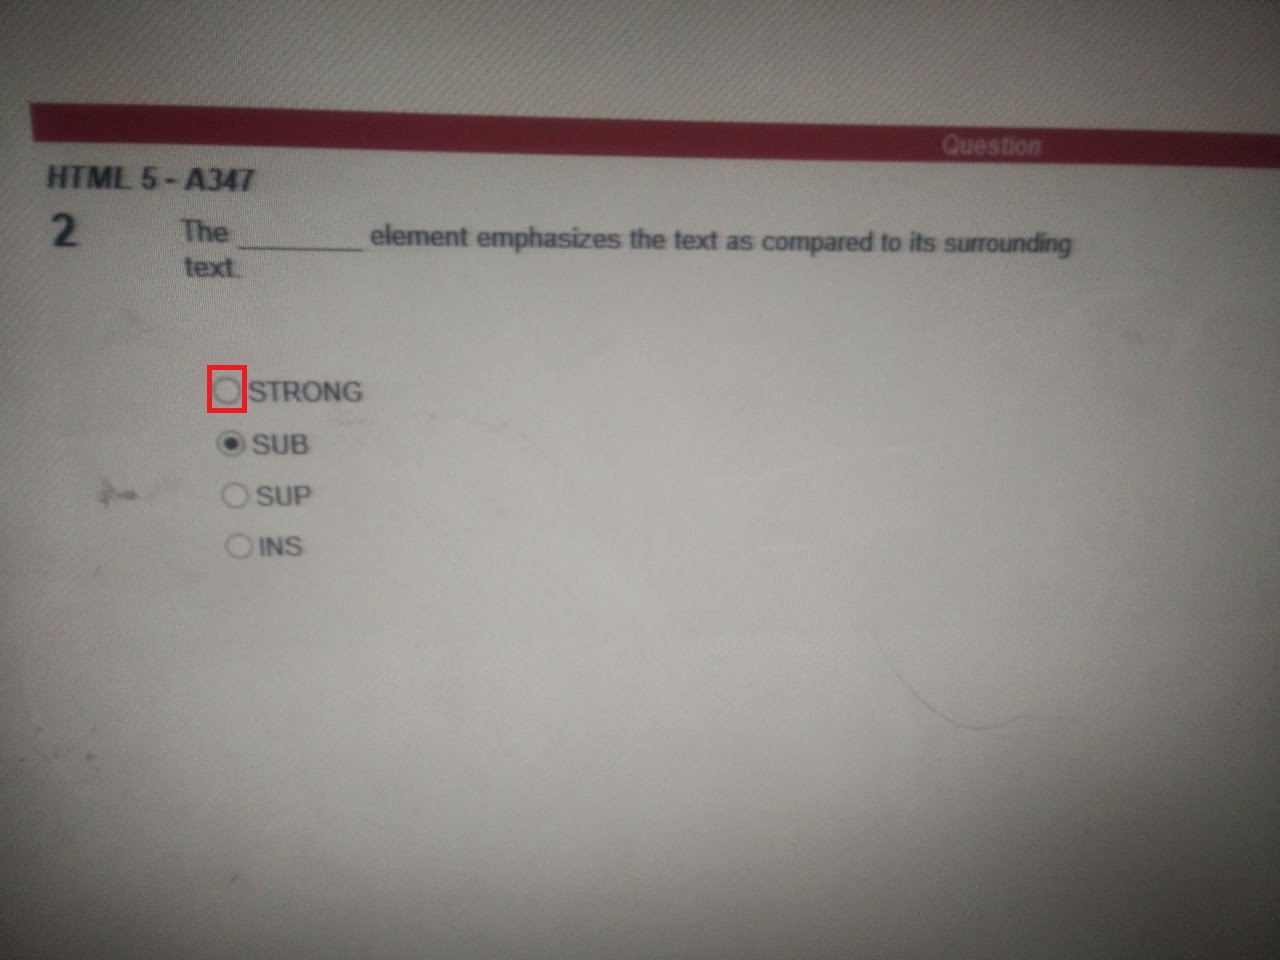 Question
HTML 5 - A347
2 The ________ element emphasizes the text as compared to its surrounding
text.
STRONG
SUB
SUP
INS